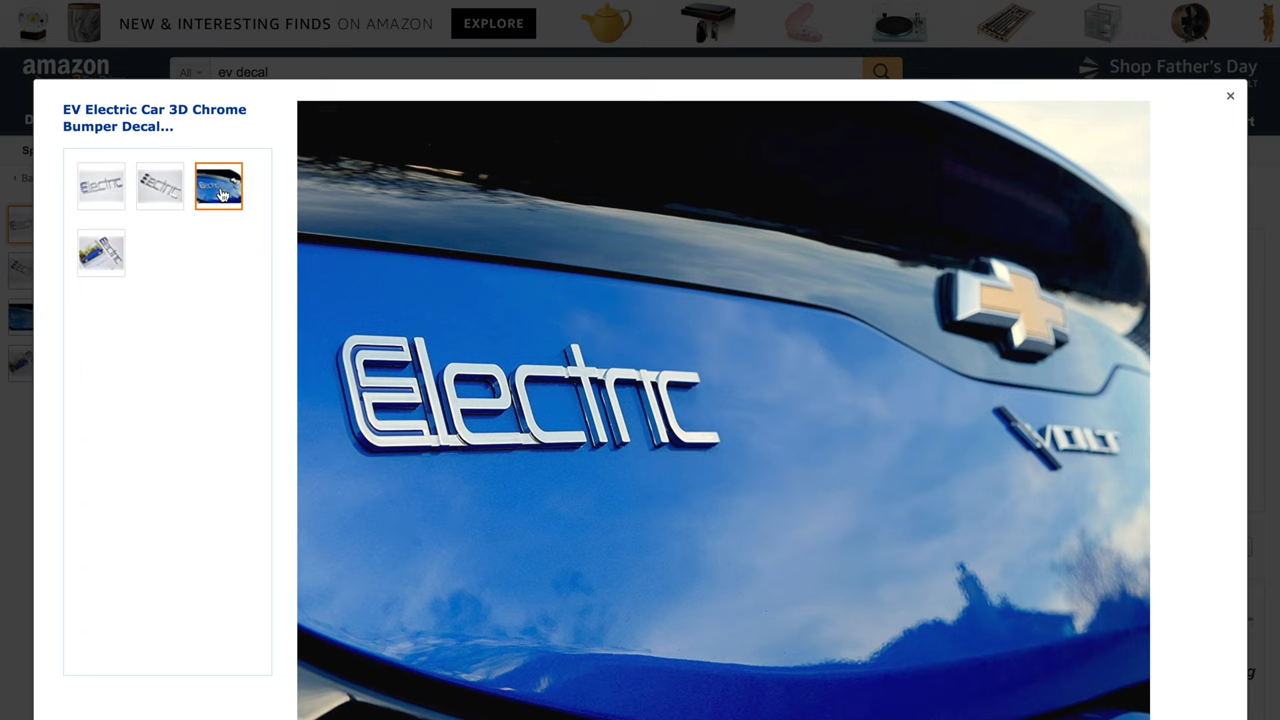 NEW & INTERESTING FINDS ON AMAZON EXPLORE
amazon
All ev decal
Shop Father's Day
EV Electric Car 3D Chrome
Bumper Decal...
×
Electric
VOLT